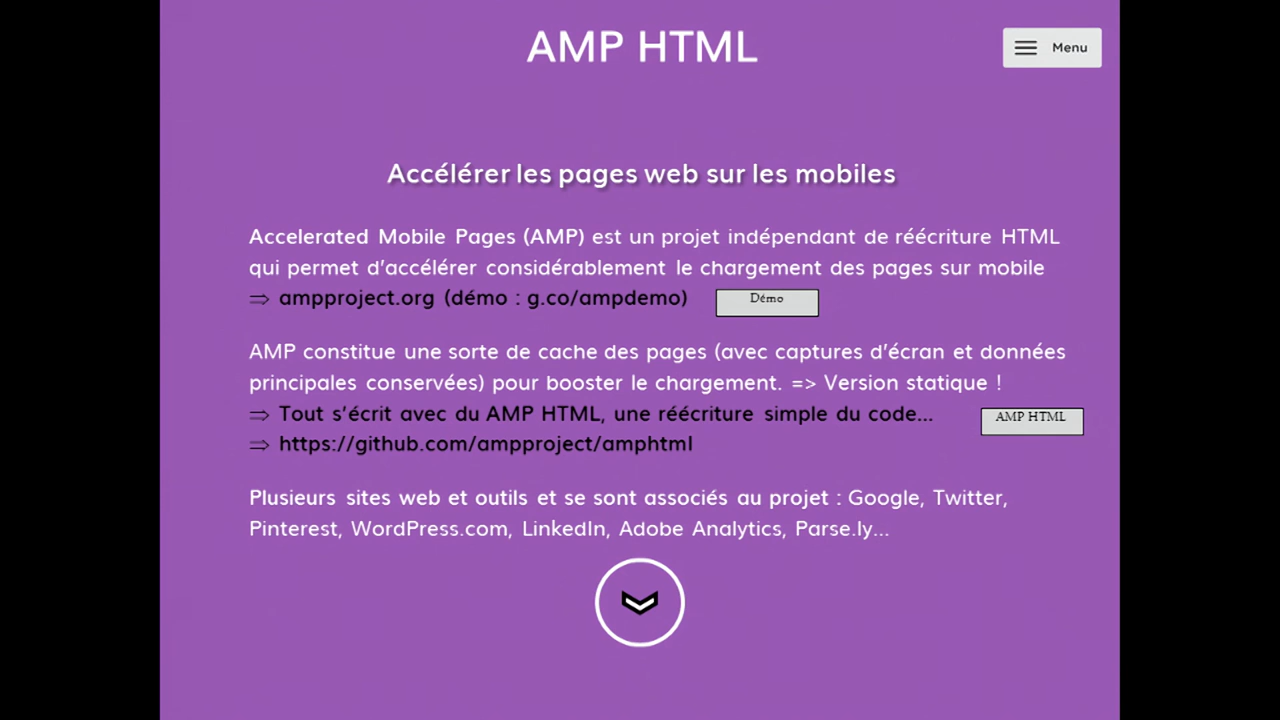 AMP HTML
Menu
Accélérer les pages web sur les mobiles
Accelerated Mobile Pages (AMP) est un projet indépendant de réécriture HTML
qui permet d’accélérer considérablement le chargement des pages sur mobile
⇒ ampproject.org (démo : g.co/ampdemo)
Démo
AMP constitue une sorte de cache des pages (avec captures d’écran et données
principales conservées) pour booster le chargement. => Version statique !
⇒ Tout s’écrit avec du AMP HTML, une réécriture simple du code...
AMP HTML
⇒ https://github.com/ampproject/amphtml
Plusieurs sites web et outils et se sont associés au projet : Google, Twitter,
Pinterest, WordPress.com, LinkedIn, Adobe Analytics, Parse.ly...